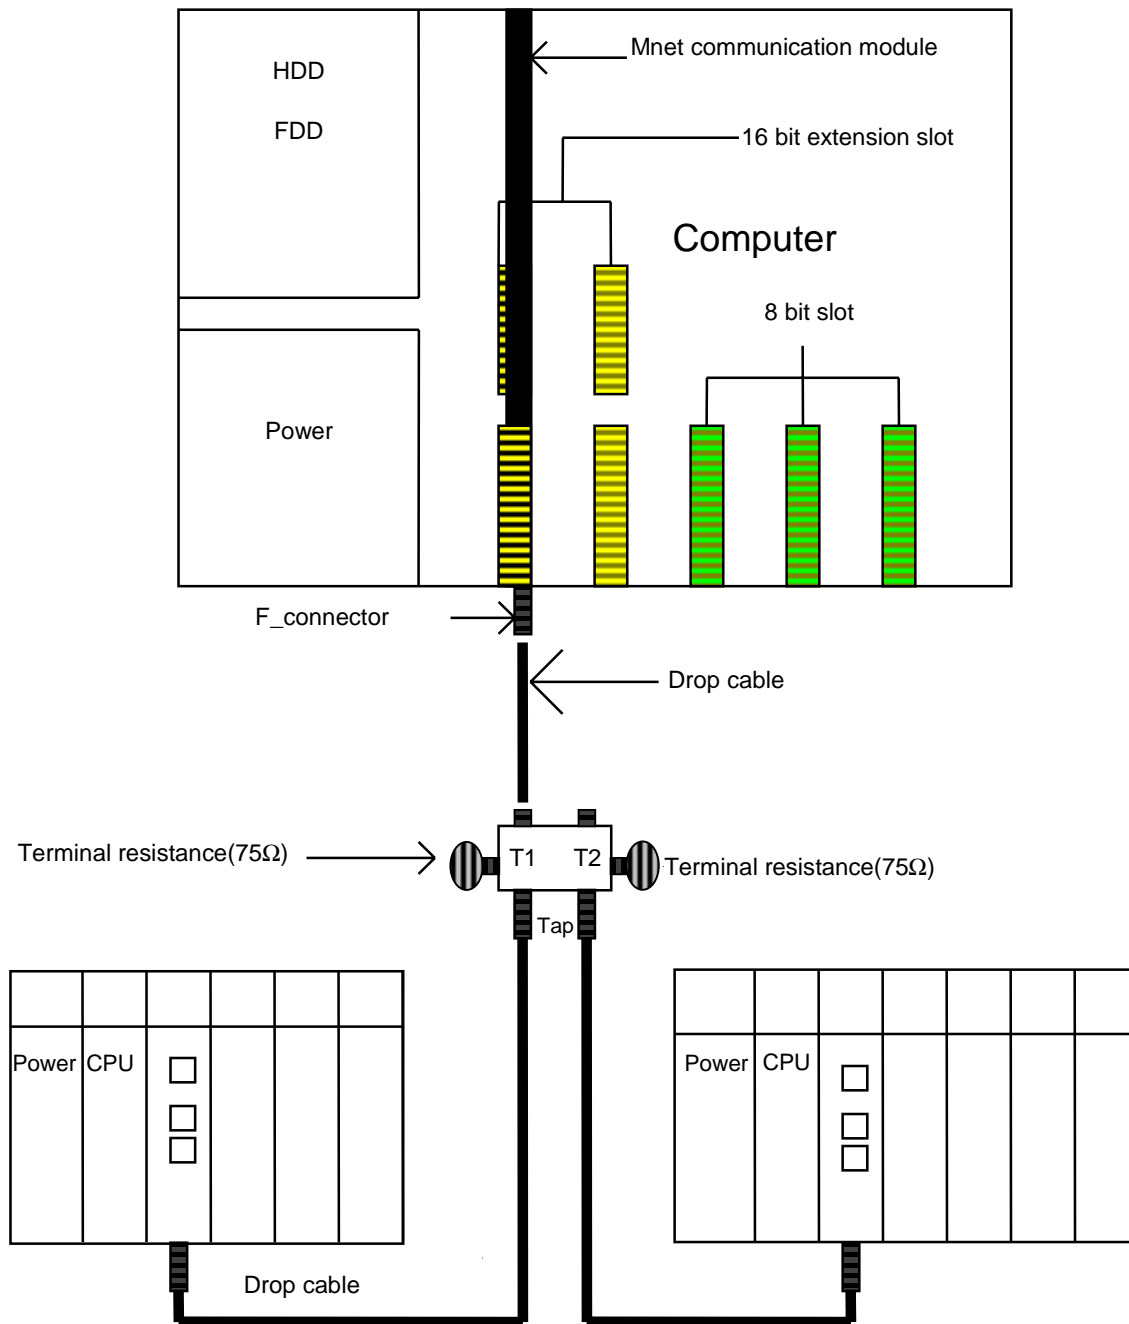 Mnet communication module
HDD
FDD
16 bit extension slot
Computer
8 bit slot
Power
F_connector
Drop cable
Terminal resistance(75Ω)
T1
T2
Terminal resistance(75Ω)
Tap
Power
CPU
Power
CPU
Drop cable